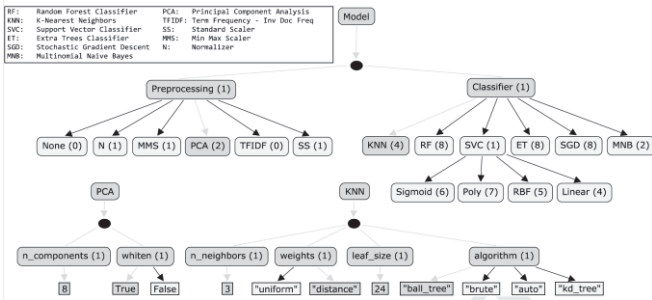 RF: Random Forest Classifier PCA: Principal Component Analysis
KNN: K-Nearest Neighbors TFIDF: Term Frequency - Inv Doc Freq
SVC: Support Vector Classifier SS: Standard Scaler
ET: Extra Trees Classifier MMS: Min Max Scaler
SGD: Stochastic Gradient Descent N: Normalizer
MNB: Multinomial Naive Bayes
Model
Preprocessing (1) Classifier (1)
None (0) N (1) MMS (1) PCA (2) TFIDF (0) SS (1) KNN (4) RF (8) SVC (1) ET (8) SGD (8) MNB (2)
Sigmoid (6) Poly (7) RBF (5) Linear (4)
PCA KNN
n_components (1) whiten (1) n_neighbors (1) weights (1) leaf_size (1) algorithm (1)
8 True False 3 "uniform" "distance" 24 "ball_tree" "brute" "auto" "kd_tree"